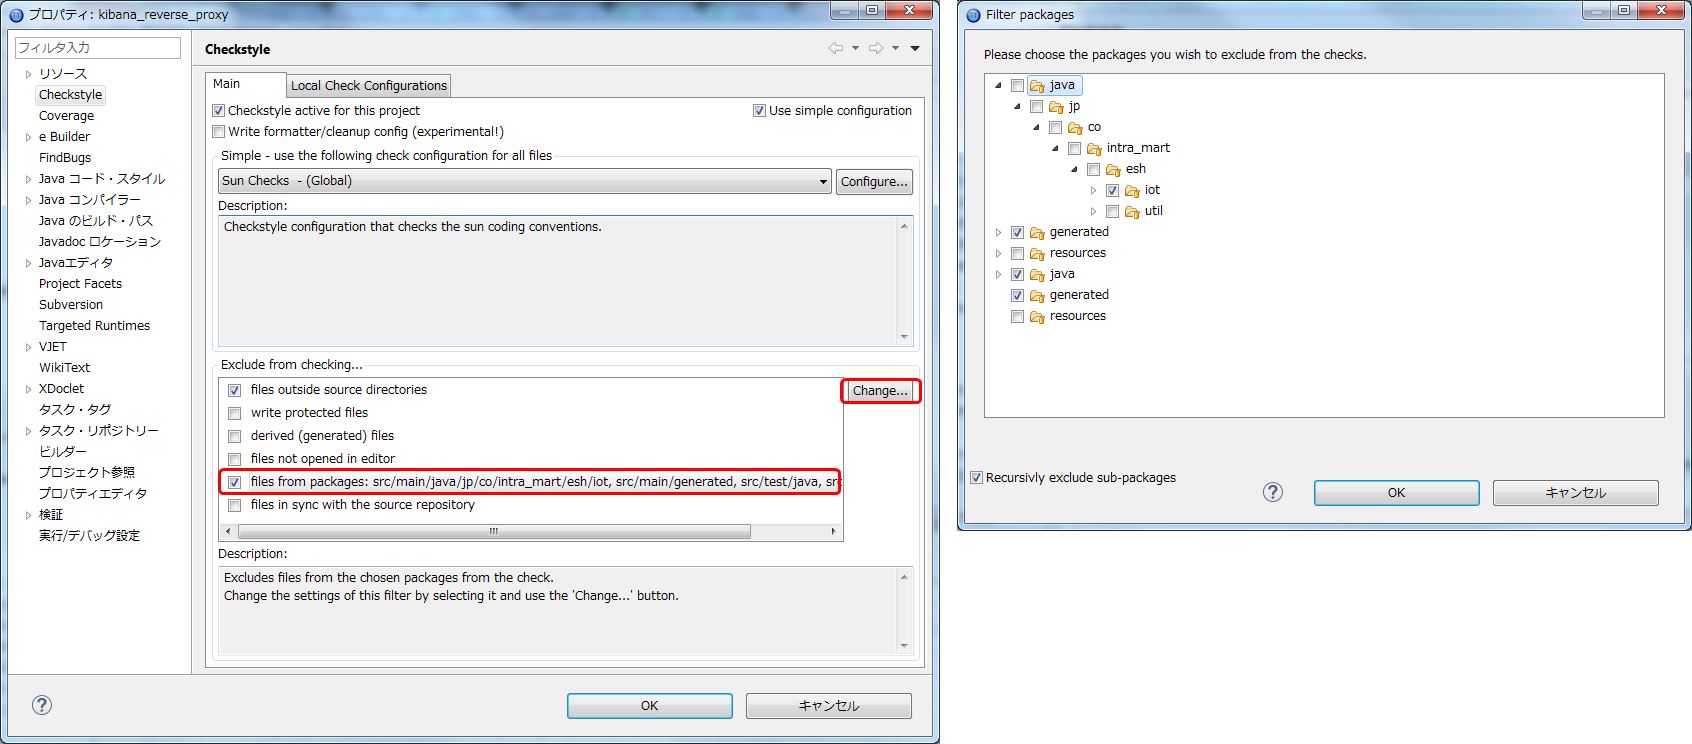 プロパティ: kibana_reverse_proxy
フィルタ入力
リソース
Checkstyle
Coverage
e Builder
FindBugs
Java コード・スタイル
Java コンパイラー
Java のビルド・パス
Javadoc ロケーション
Javaエディタ
Project Facets
Subversion
Targeted Runtimes
VJET
WikiText
XDoclet
タスク・タグ
タスク・リポジトリー
ビルダー
プロジェクト参照
プロパティエディタ
検証
実行/デバッグ設定
Checkstyle
Main
Local Check Configurations
Checkstyle active for this project
Use simple configuration
Write formatter/cleanup config (experimental!)
Simple - use the following check configuration for all files
Sun Checks - (Global)
Configure...
Description:
Checkstyle configuration that checks the sun coding conventions.
Exclude from checking...
files outside source directories
Change...
write protected files
derived (generated) files
files not opened in editor
files from packages: src/main/java/jp/co/intra_mart/esh/iot, src/main/generated, src/test/java, src
files in sync with the source repository
Description:
Excludes files from the chosen packages from the check.
Change the settings of this filter by selecting it and use the 'Change...' button.
OK
キャンセル
Filter packages
Please choose the packages you wish to exclude from the checks.
java
jp
co
intra_mart
esh
iot
util
generated
resources
java
generated
resources
Recursivly exclude sub-packages
OK
キャンセル